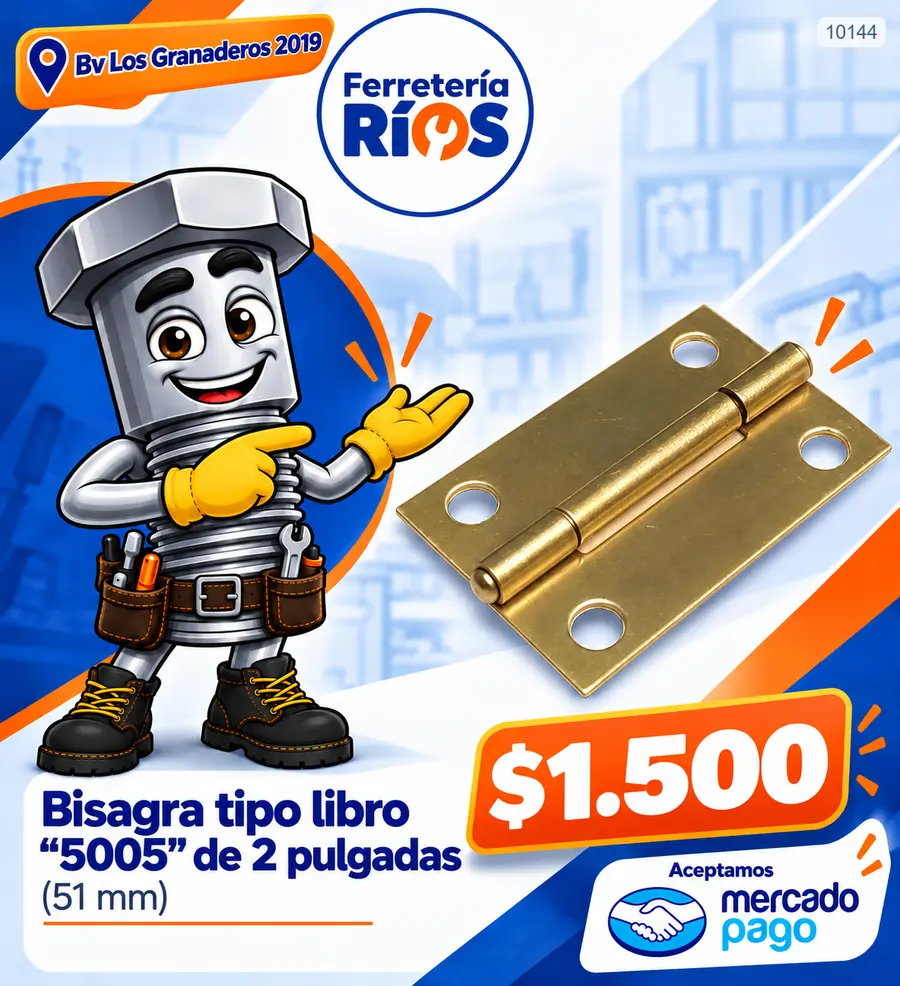 Bv Los Granaderos 2019
10144
Ferretería
RÍOS
$1.500
Bisagra tipo libro
“5005” de 2 pulgadas
(51 mm)
Aceptamos
mercado
pago